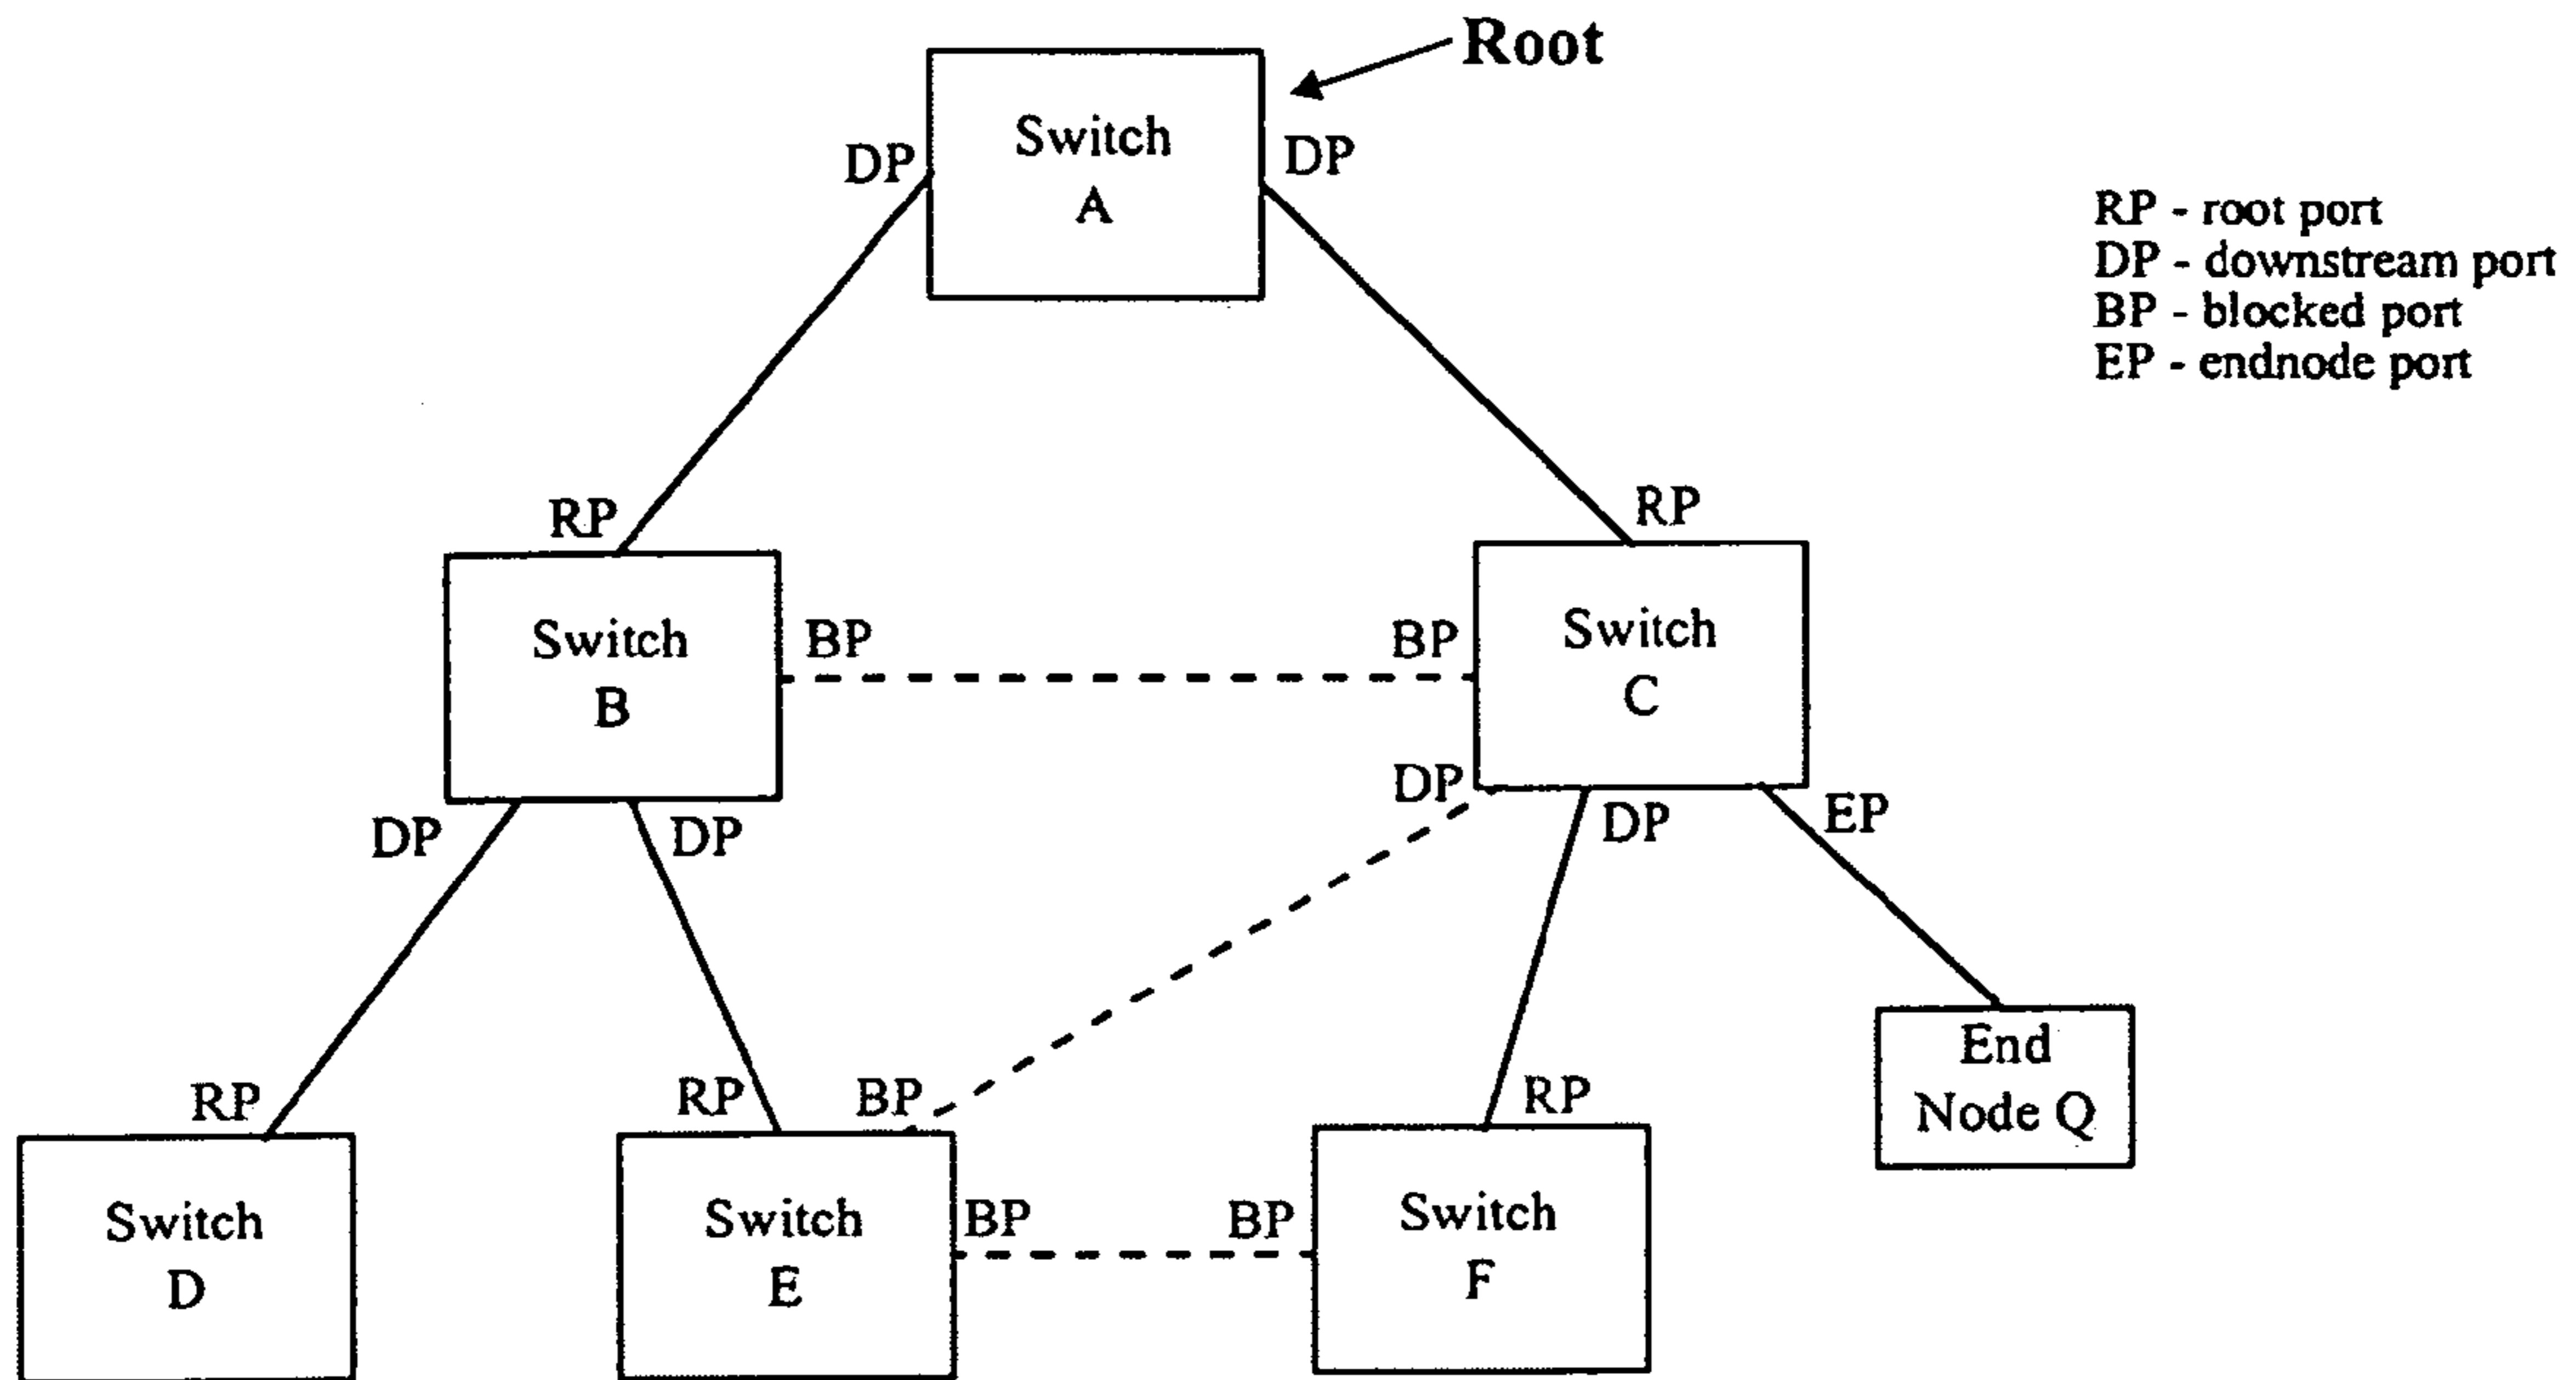 Root
Switch
A
DP
DP
RP - root port
DP - downstream port
BP - blocked port
EP - endnode port
RP
RP
Switch
B
BP
BP
Switch
C
DP
DP
DP
DP
EP
RP
RP
BP
RP
End
Node Q
Switch
D
Switch
E
BP
BP
Switch
F